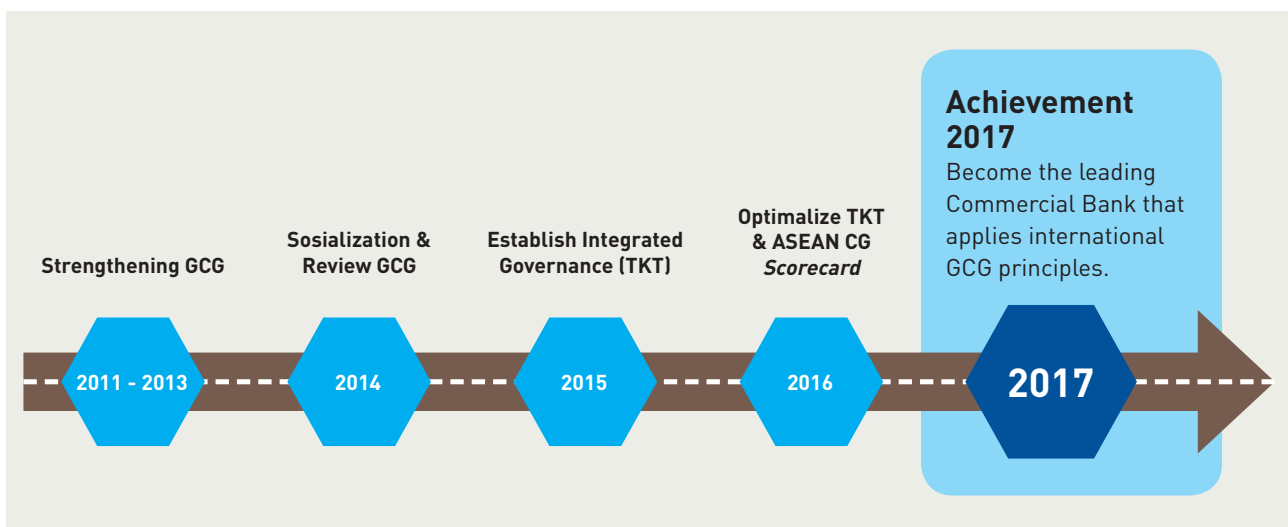 Strengthening GCG
Sosialization &
Review GCG
Establish Integrated
Governance (TKT)
Optimalize TKT
& ASEAN CG
Scorecard
Achievement
2017
Become the leading
Commercial Bank that
applies international
GCG principles.
2011 - 2013
2014
2015
2016
2017